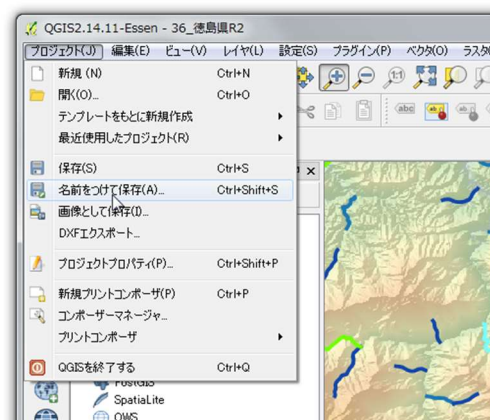 QGIS2.14.11-Essen - 36_徳島県R2
プロジェクト(J) 編集(E) ビュー(V) レイヤ(L) 設定(S) プラグイン(P) ベクタ(O) ラスタ
新規 (N) Ctrl+N
開く(O)... Ctrl+O
テンプレートをもとに新規作成
最近使用したプロジェクト(R)
保存(S) Ctrl+S
名前をつけて保存(A)... Ctrl+Shift+S
画像として保存(I)...
DXFエクスポート...
プロジェクトプロパティ(P)... Ctrl+Shift+P
新規プリントコンポーザ(P) Ctrl+P
コンポーザーマネージャ...
プリントコンポーザ
QGISを終了する Ctrl+Q
PostGIS
SpatiaLite
OWS
1:1
abc
ab